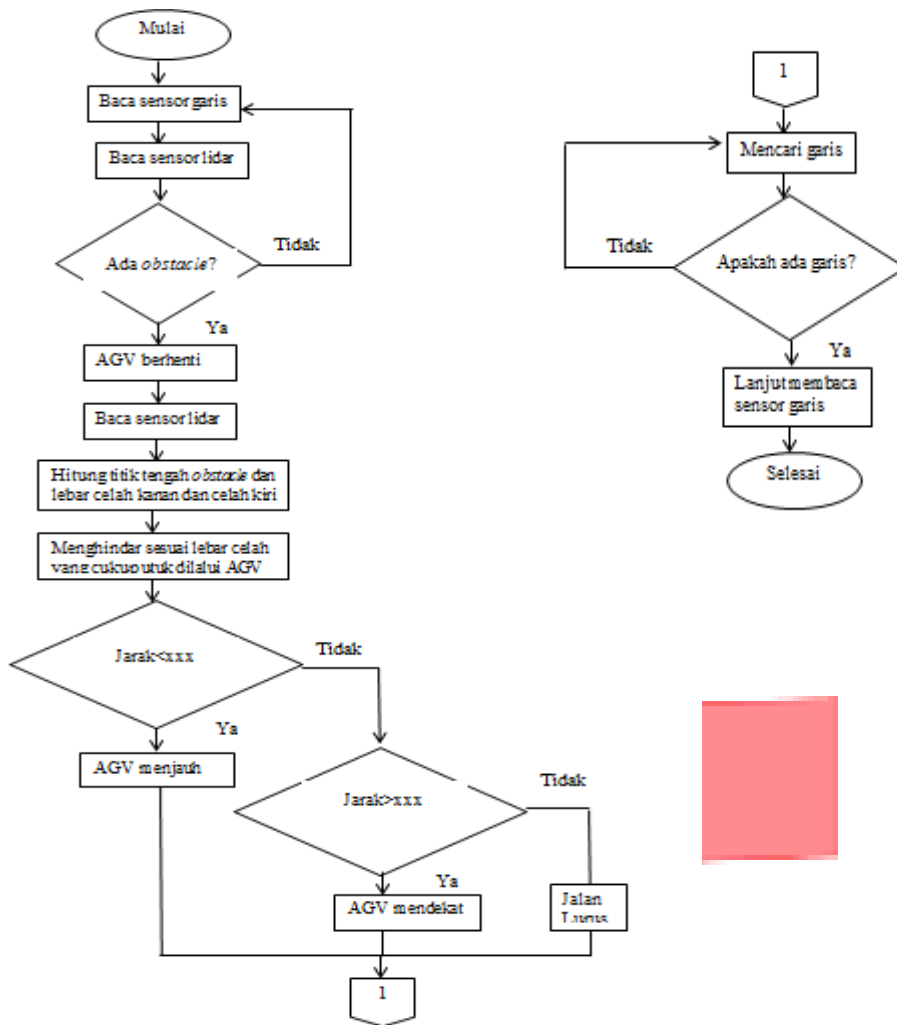 Mulai
Baca sensor garis
Baca sensor lidar
Ada obstacle?
Tidak
Ya
AGV berhenti
Baca sensor lidar
Hitung titik tengah obstacle dan
lebar celah kanan dan celah kiri
Menghindar sesuai lebar celah
yang cukup utuk dilalui AGV
Jarak<xxx
Tidak
Ya
AGV menjauh
Jarak>xxx
Tidak
Ya
AGV mendekat
Jalan
Lurus
1
1
Mencari garis
Apakah ada garis?
Tidak
Ya
Lanjut membaca
sensor garis
Selesai